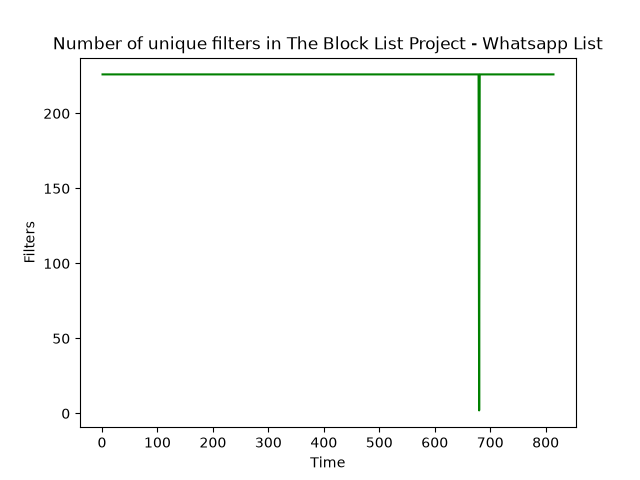 Number of unique filters in The Block List Project - Whatsapp List
Filters
200
150
100
50
0
0 100 200 300 400 500 600 700 800
Time